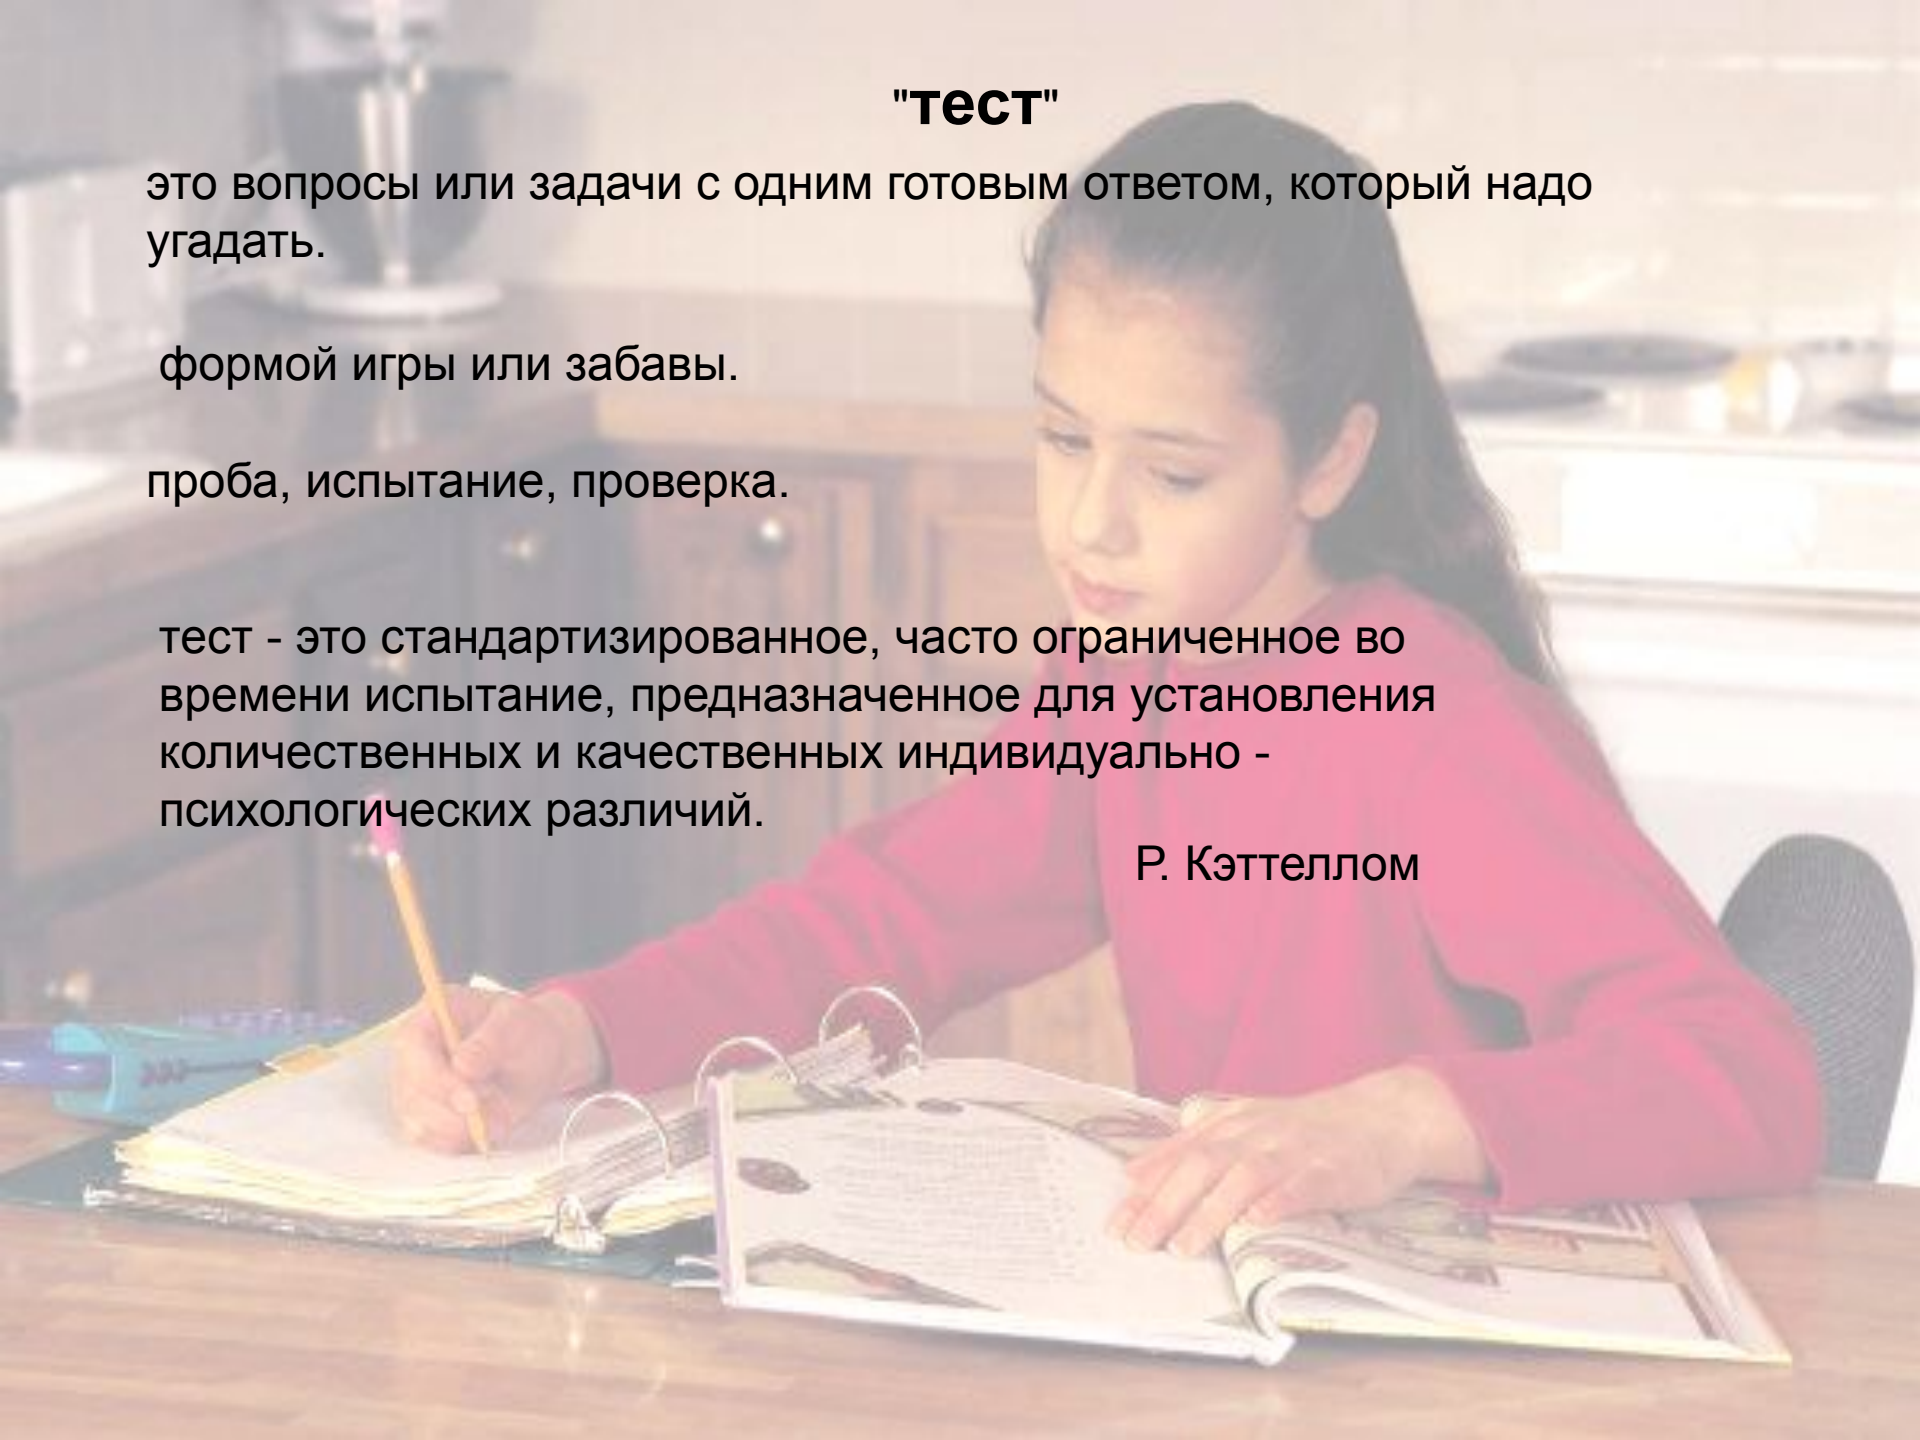 "тест"
это вопросы или задачи с одним готовым ответом, который надо
угадать.
формой игры или забавы.
проба, испытание, проверка.
тест - это стандартизированное, часто ограниченное во
времени испытание, предназначенное для установления
количественных и качественных индивидуально -
психологических различий.
Р. Кэттеллом